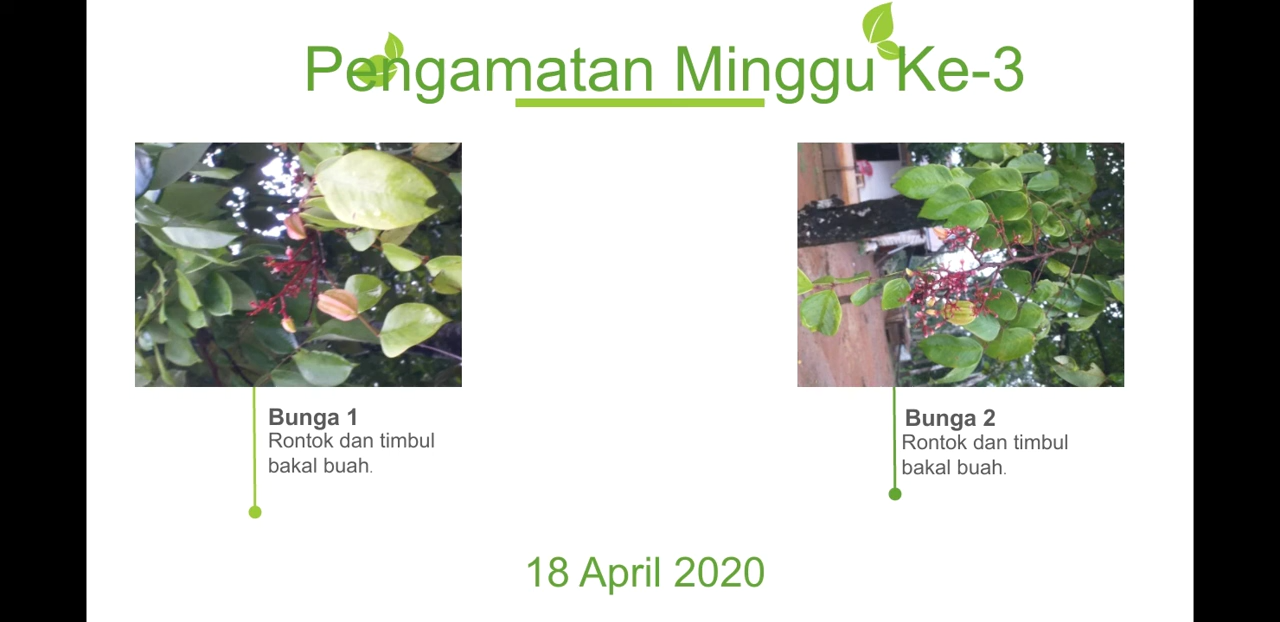 Pengamatan Minggu Ke-3
Bunga 1
Rontok dan timbul
bakal buah.
Bunga 2
Rontok dan timbul
bakal buah.
18 April 2020